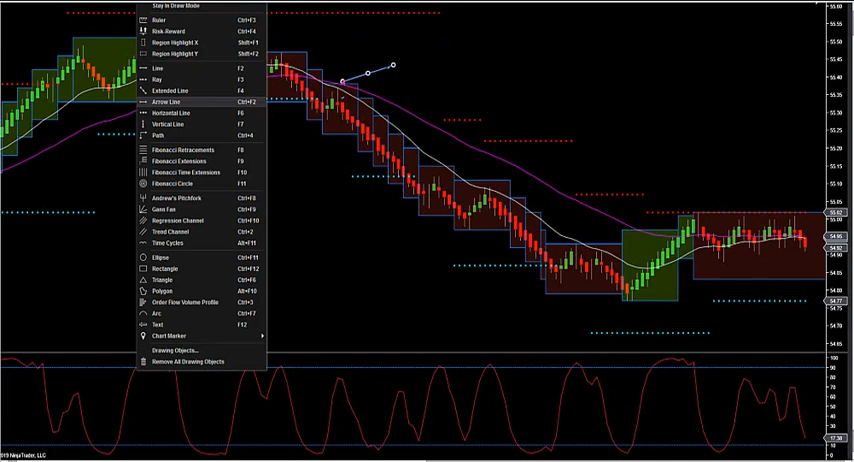 Stay In Draw Mode
Ruler Ctrl+F3
Risk-Reward Ctrl+F4
Region Highlight X Shift+F1
Region Highlight Y Shift+F2
Line F2
Ray F3
Extended Line F4
Arrow Line Ctrl+F2
Horizontal Line F6
Vertical Line F7
Path Ctrl+4
Fibonacci Retracements F8
Fibonacci Extensions F9
Fibonacci Time Extensions F10
Fibonacci Circle F11
Andrew's Pitchfork Ctrl+F8
Gann Fan Ctrl+F9
Regression Channel Ctrl+F10
Trend Channel Ctrl+2
Time Cycles Alt+F11
Ellipse Ctrl+F11
Rectangle Ctrl+F12
Triangle Ctrl+F6
Polygon Alt+F10
Order Flow Volume Profile Ctrl+3
Arc Ctrl+F7
Text F12
Chart Marker
Drawing Objects...
Remove All Drawing Objects
55.60
55.55
55.50
55.45
55.40
55.35
55.30
55.25
55.20
55.15
55.10
55.05
55.02
54.95
54.92
54.90
54.85
54.77
54.75
54.70
54.65
100
90
80
70
60
50
40
30
17.38
10
0
019 NinjaTrader, LLC